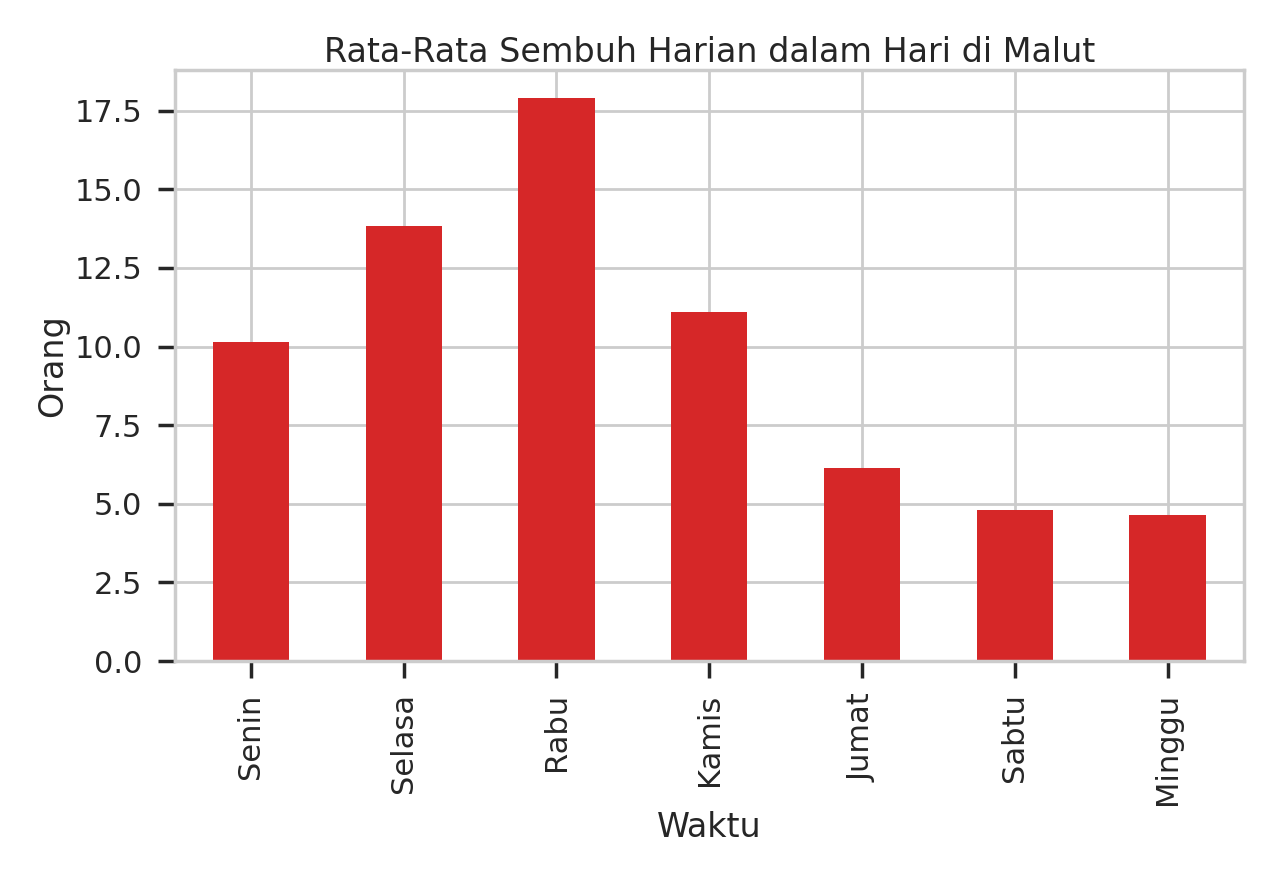 Rata-Rata Sembuh Harian dalam Hari di Malut
Orang
17.5
15.0
12.5
10.0
7.5
5.0
2.5
0.0
Senin
Selasa
Rabu
Kamis
Jumat
Sabtu
Minggu
Waktu